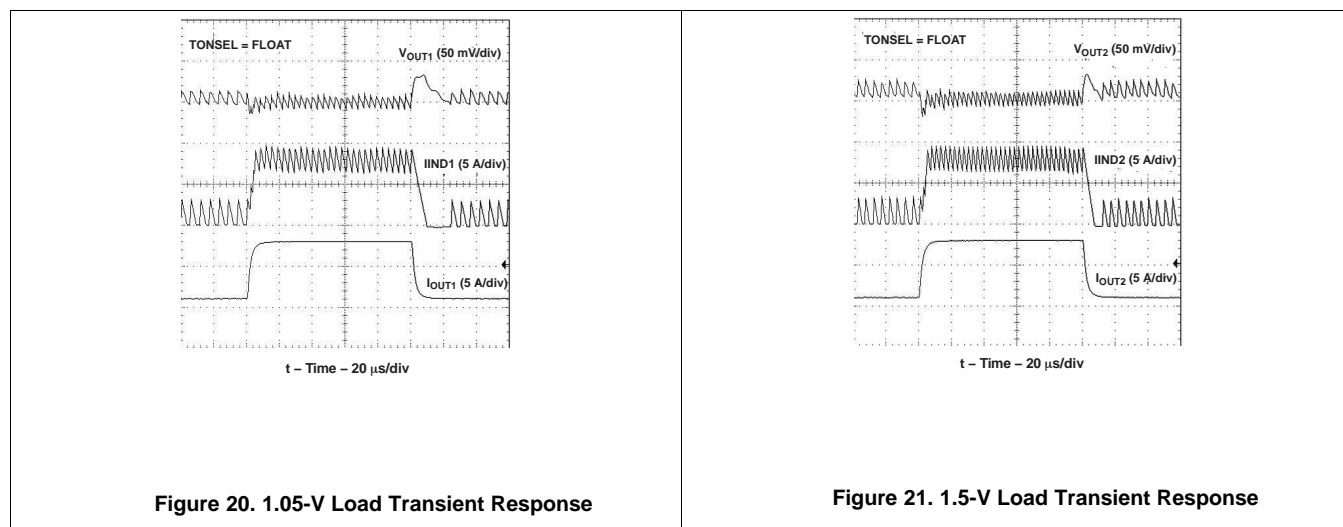 TONSEL = FLOAT
VOUT1 (50 mV/div)
IIND1 (5 A/div)
IOUT1 (5 A/div)
t – Time – 20 μs/div
Figure 20. 1.05-V Load Transient Response
TONSEL = FLOAT
VOUT2 (50 mV/div)
IIND2 (5 A/div)
IOUT2 (5 A/div)
t – Time – 20 μs/div
Figure 21. 1.5-V Load Transient Response